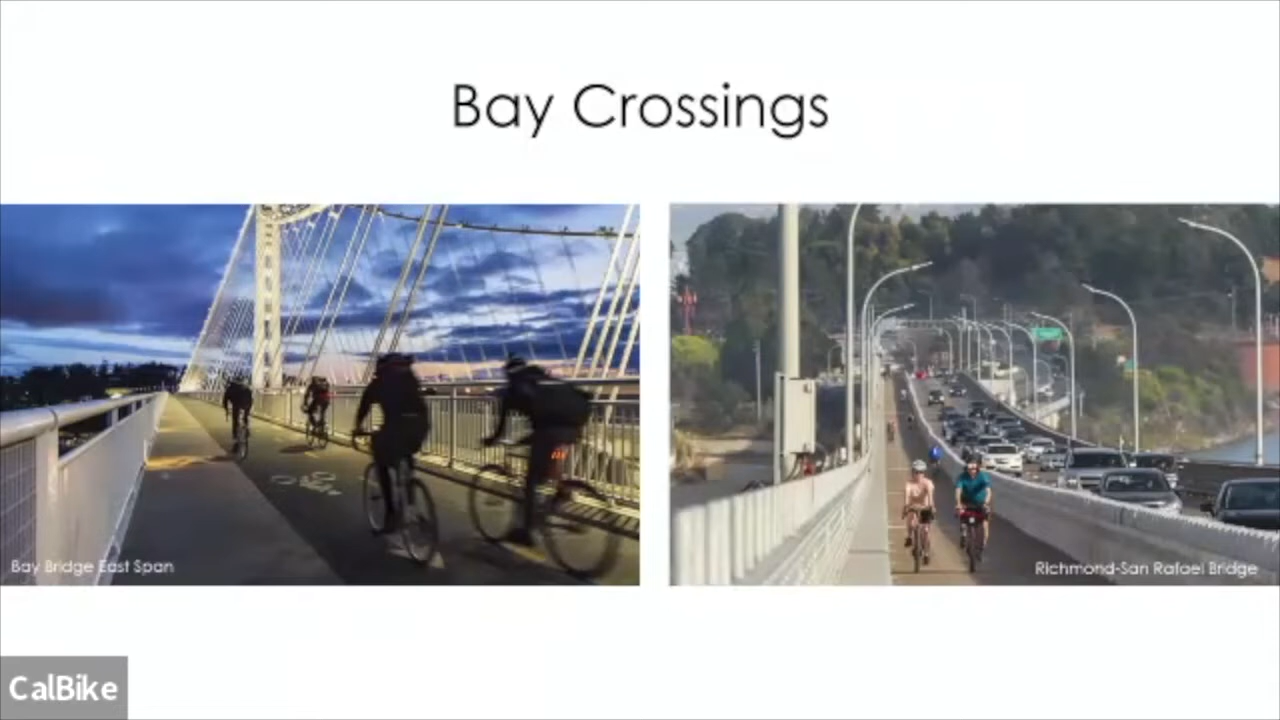 Bay Crossings
Bay Bridge East Span
Richmond-San Rafael Bridge
CalBike